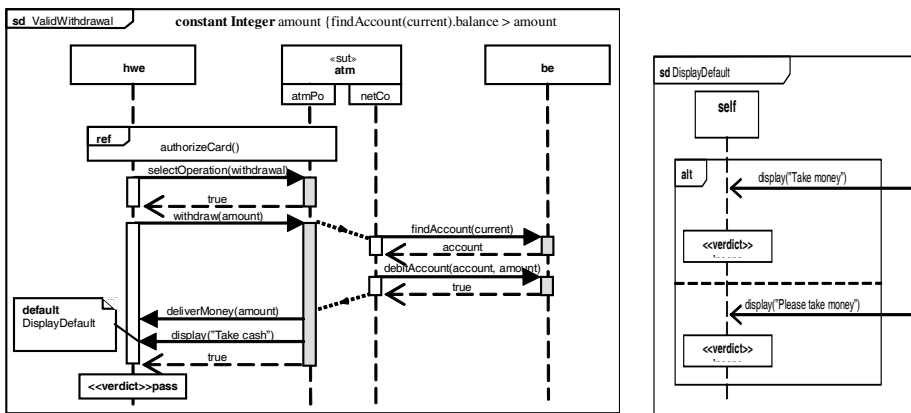 sd ValidWithdrawal
constant Integer amount {findAccount(current).balance > amount
hwe
«sut»
atm
be
atmPo
netCo
ref
authorizeCard()
selectOperation(withdrawal)
true
withdraw(amount)
findAccount(current)
account
debitAccount(account, amount)
true
default
DisplayDefault
deliverMoney(amount)
display("Take cash")
true
<<verdict>>pass
sd DisplayDefault
self
alt
display("Take money")
<<verdict>>
display("Please take money")
<<verdict>>